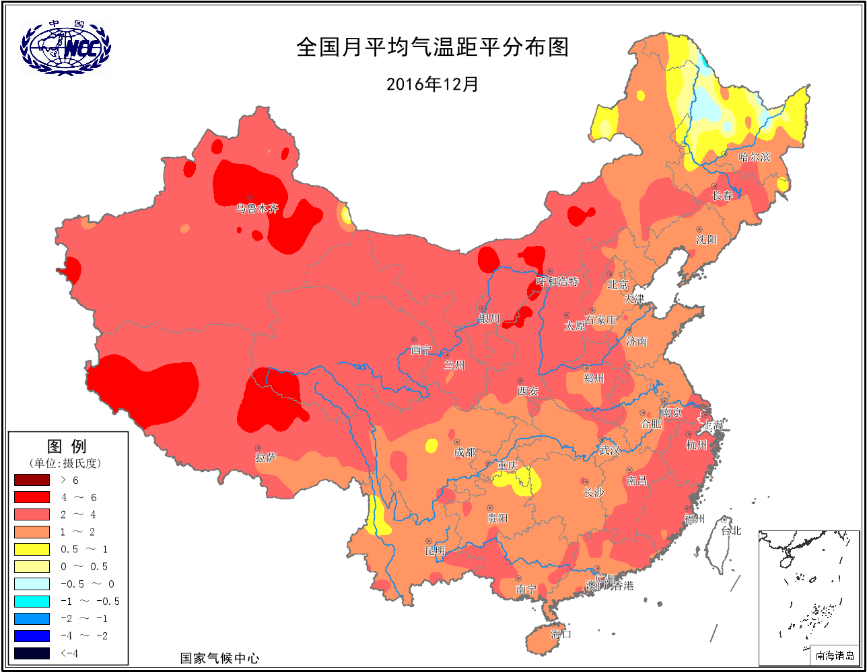 中国
NCC
全国月平均气温距平分布图
2016年12月
哈尔滨
长春
乌鲁木齐
沈阳
呼和浩特
北京
天津
银川
太原
石家庄
济南
西宁
兰州
郑州
西安
南京
合肥
上海
成都
武汉
杭州
拉萨
重庆
南昌
长沙
贵阳
福州
台北
昆明
南宁
广州
澳门
香港
海口
图 例
(单位:摄氏度)
> 6
4 ~ 6
2 ~ 4
1 ~ 2
0.5 ~ 1
0 ~ 0.5
-0.5 ~ 0
-1 ~ -0.5
-2 ~ -1
-4 ~ -2
<-4
国家气候中心
南海诸岛